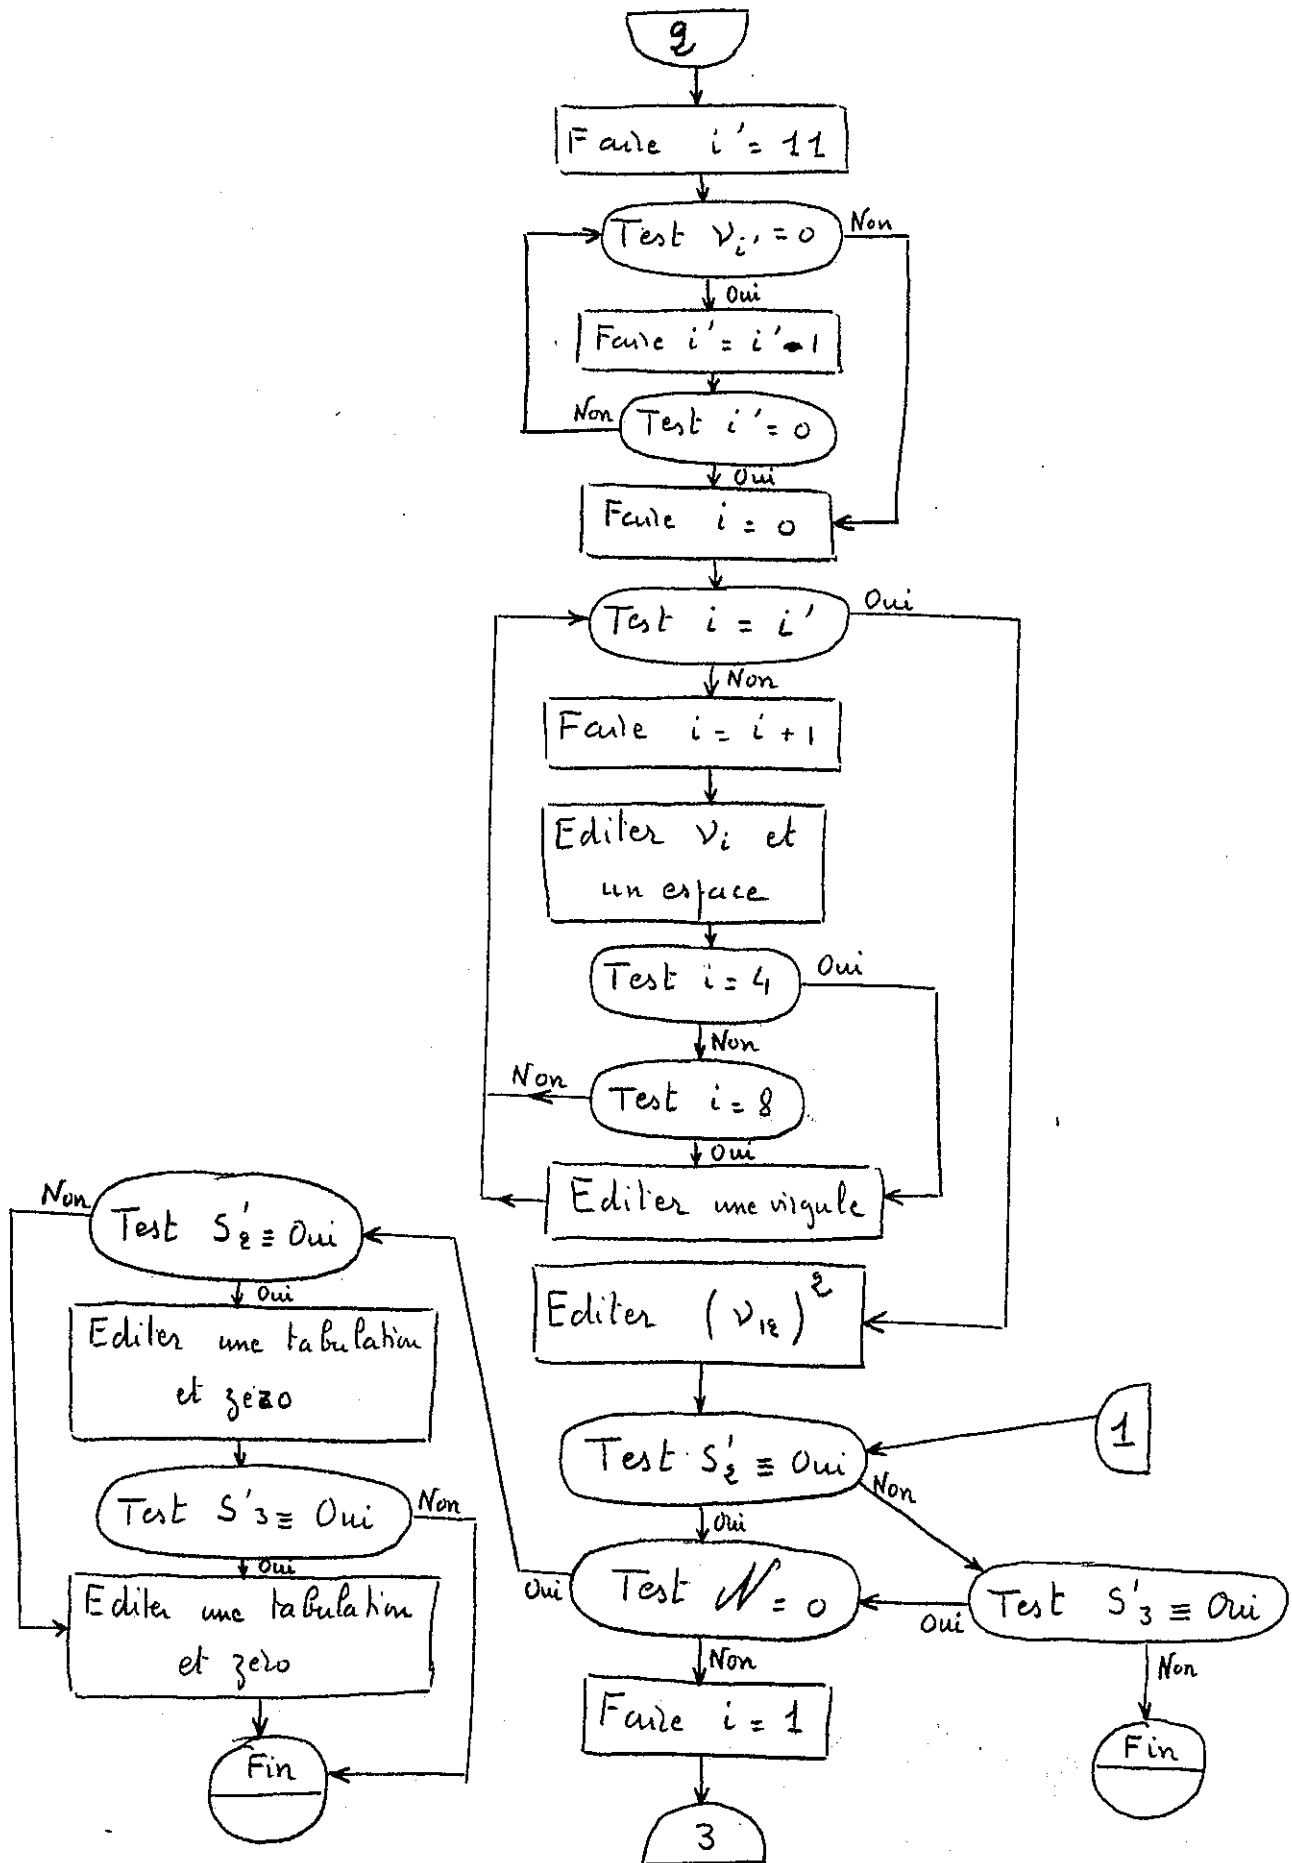 2
Faire i' = 11
Test ν_i' = 0
Non
Oui
Faire i' = i' - 1
Non
Test i' = 0
Oui
Faire i = 0
Test i = i'
Oui
Non
Faire i = i + 1
Editer ν_i et
un espace
Test i = 4
Oui
Non
Non
Test i = 8
Oui
Editer une virgule
Editer (ν_12)^2
Test S'_2 ≡ Oui
1
Non
Oui
Test N = 0
Oui
Oui
Test S'_3 ≡ Oui
Non
Non
Faire i = 1
Fin
3
Non
Test S'_2 ≡ Oui
Oui
Editer une tabulation
et zéro
Test S'_3 ≡ Oui
Non
Oui
Editer une tabulation
et zero
Fin